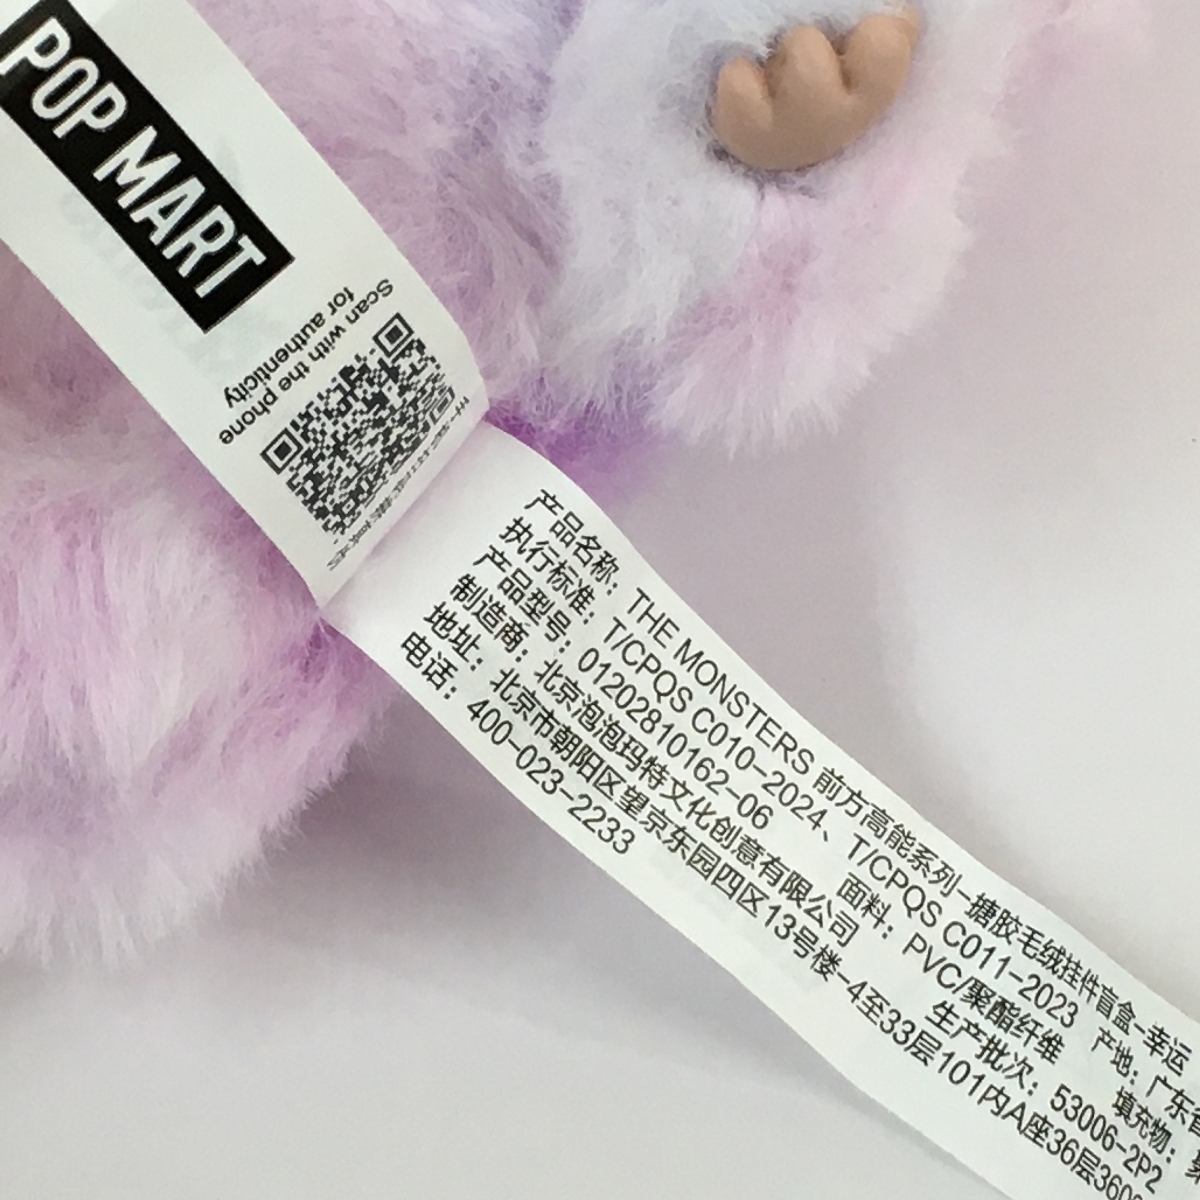 POP MART
Scan with the phone
for authenticity
产品名称：THE MONSTERS 前方高能系列-搪胶毛绒挂件盲盒-幸运
执行标准：T/CPQS C010-2024、T/CPQS C011-2023 产地：广东省
产品型号：01202810162-06 面料：PVC/聚酯纤维 填充物：
制造商：北京泡泡玛特文化创意有限公司 生产批次：53006-2P2
地址：北京市朝阳区望京东园四区13号楼-4至33层101内A座36层360
电话：400-023-2233